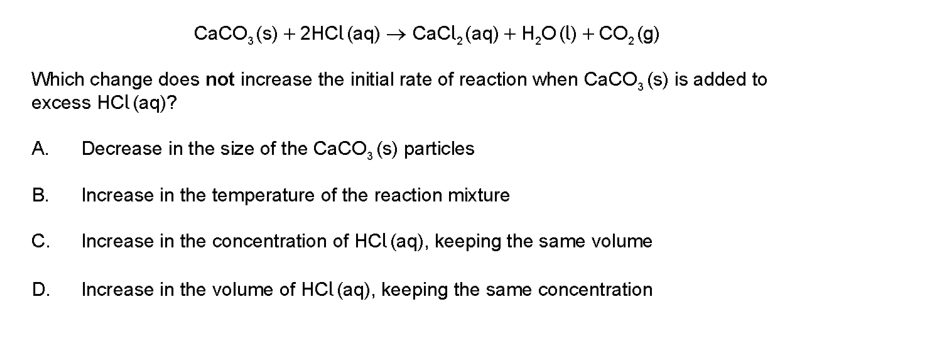 CaCO₃(s) + 2HCl(aq) → CaCl₂(aq) + H₂O(l) + CO₂(g)
Which change does not increase the initial rate of reaction when CaCO₃(s) is added to
excess HCl(aq)?
A. Decrease in the size of the CaCO₃(s) particles
B. Increase in the temperature of the reaction mixture
C. Increase in the concentration of HCl(aq), keeping the same volume
D. Increase in the volume of HCl(aq), keeping the same concentration